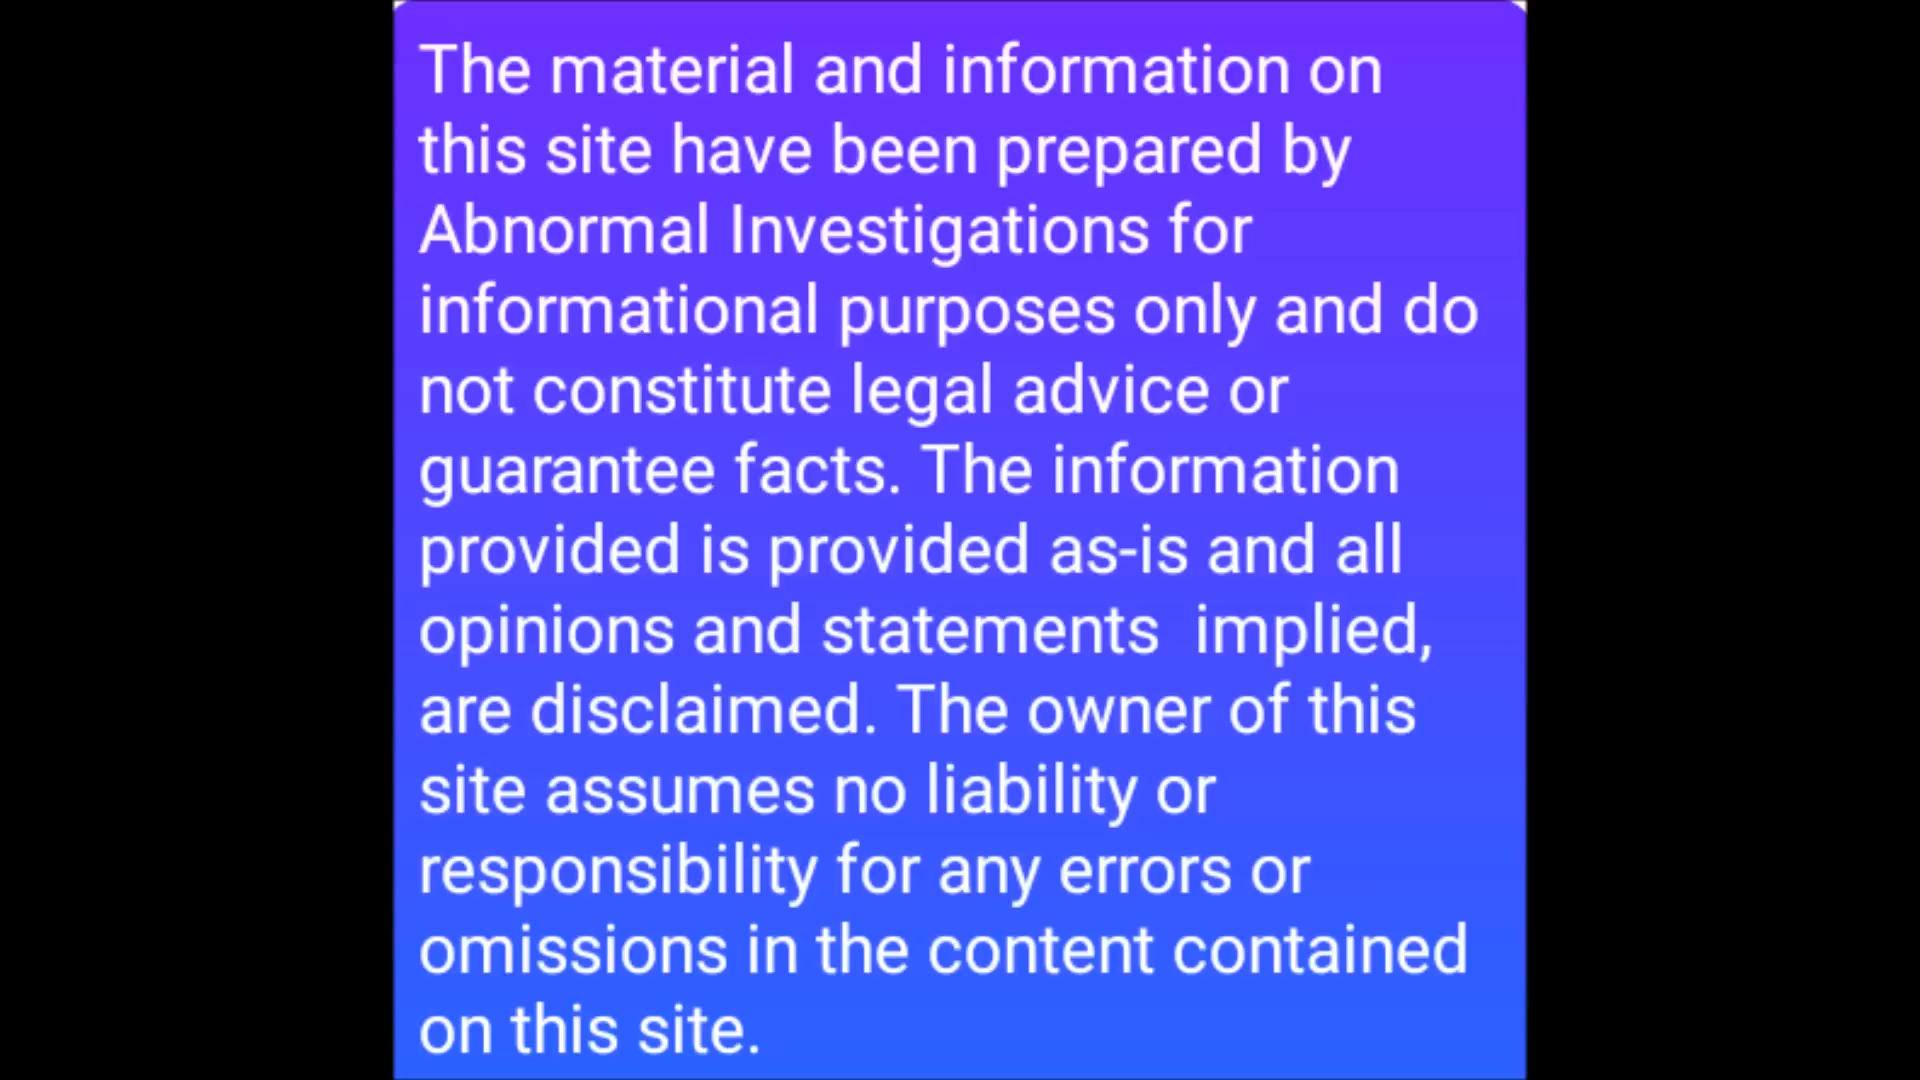 The material and information on
this site have been prepared by
Abnormal Investigations for
informational purposes only and do
not constitute legal advice or
guarantee facts. The information
provided is provided as-is and all
opinions and statements  implied,
are disclaimed. The owner of this
site assumes no liability or
responsibility for any errors or
omissions in the content contained
on this site.